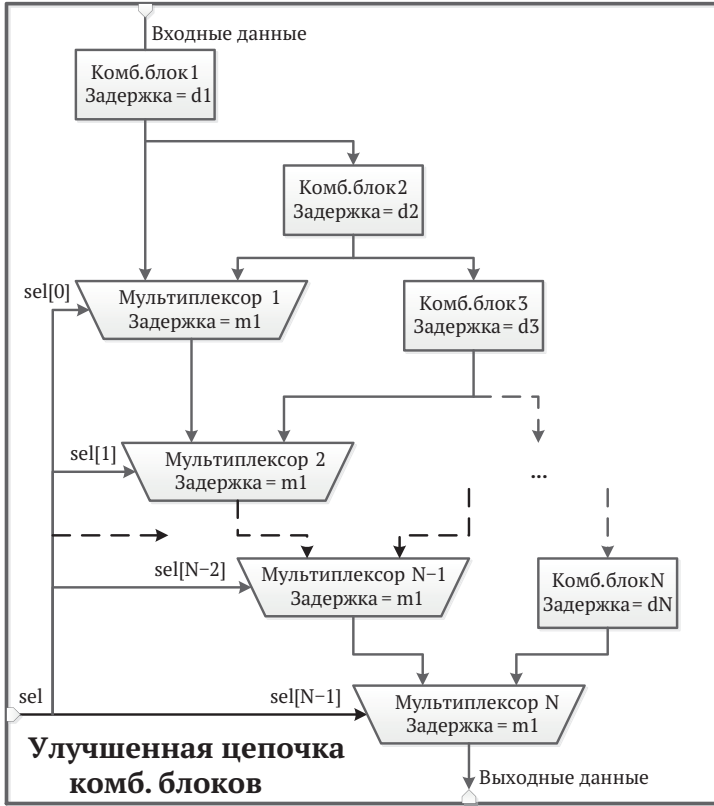 Входные данные
Комб.блок1
Задержка = d1
Комб.блок2
Задержка = d2
sel[0]
Мультиплексор 1
Задержка = m1
Комб.блок3
Задержка = d3
sel[1]
Мультиплексор 2
Задержка = m1
...
sel[N−2]
Мультиплексор N−1
Задержка = m1
Комб.блокN
Задержка = dN
sel
sel[N−1]
Мультиплексор N
Задержка = m1
Улучшенная цепочка
комб. блоков
Выходные данные